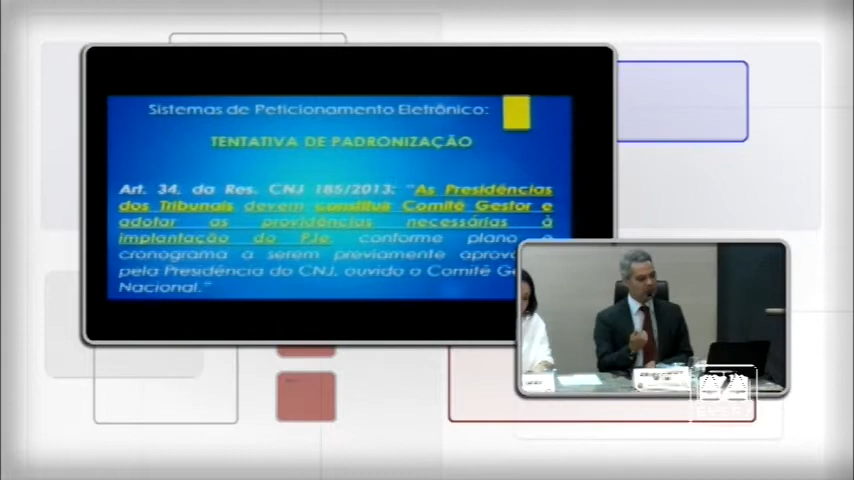 Sistemas de Peticionamento Eletrônico:
TENTATIVA DE PADRONIZAÇÃO
Art. 34. da Res. CNJ 185/2013: "As Presidências
dos Tribunais devem constituir Comitê Gestor e
adotar as providências necessárias à
implantação do PJe, conforme plano e
cronograma a serem previamente aprov
pela Presidência do CNJ, ouvido o Comitê G
Nacional."